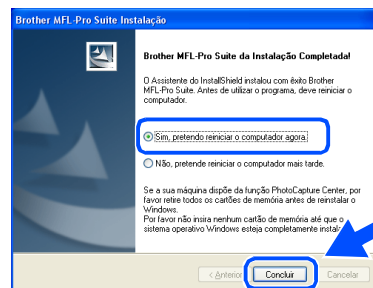 Brother MFL-Pro Suite Instalação
Brother MFL-Pro Suite da Instalação Completada!
O Assistente do InstallShield instalou com êxito Brother
MFL-Pro Suite. Antes de utilizar o programa, deve reiniciar o
computador.
Sim, pretendo reiniciar o computador agora.
Não, pretende reiniciar o computador mais tarde.
Se a sua máquina dispõe da função PhotoCapture Center, por
favor retire todos os cartões de memória antes de reinstalar o
Windows.
Por favor não insira nenhum cartão de memória até que o
sistema operativo Windows esteja completamente
< Anterior Concluir Cancelar